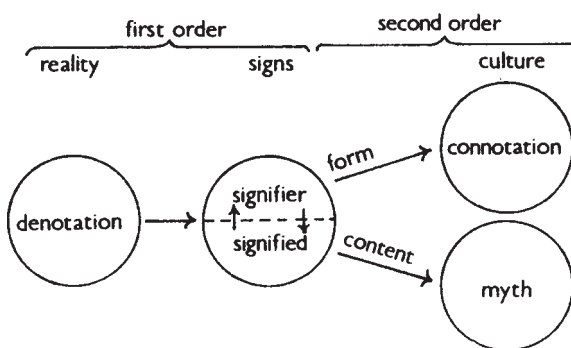 first order second order
reality signs culture
form connotation
signifier
denotation
signified
content
myth